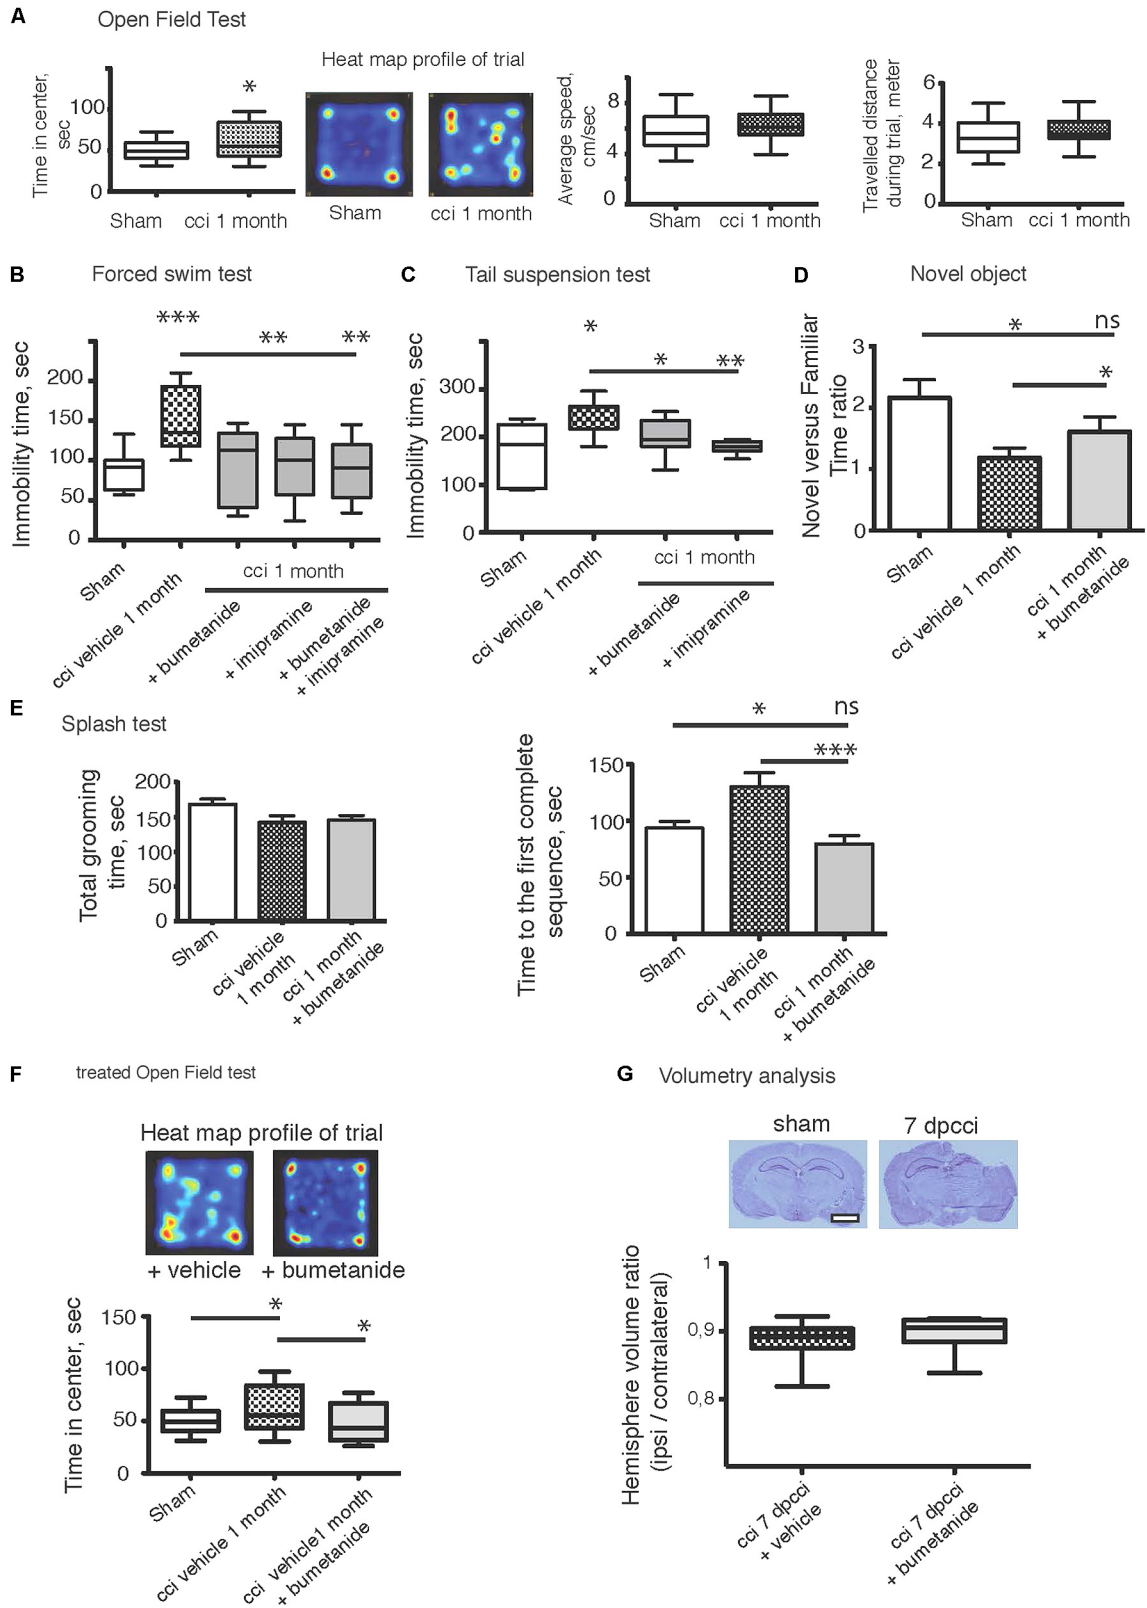 A
Open Field Test
Time in center,
sec
100
50
0
*
Sham
cci 1 month
Heat map profile of trial
Sham
cci 1 month
Average speed,
cm/sec
8
4
0
Sham
cci 1 month
Travelled distance
during trial, meter
6
4
2
0
Sham
cci 1 month
B
Forced swim test
***
**
**
Immobility time, sec
200
150
100
50
0
Sham
cci vehicle 1 month
cci 1 month
+ bumetanide
+ imipramine
+ bumetanide
+ imipramine
C
Tail suspension test
*
*
**
Immobility time, sec
300
200
100
0
Sham
cci vehicle 1 month
cci 1 month
+ bumetanide
+ imipramine
D
Novel object
*
ns
*
Novel versus Familiar
Time ratio
3
2
1
0
Sham
cci vehicle 1 month
cci 1 month
+ bumetanide
E
Splash test
Total grooming
time, sec
200
150
100
50
0
Sham
cci vehicle
1 month
cci 1 month
+ bumetanide
*
ns
***
Time to the first complete
sequence, sec
150
100
50
0
Sham
cci vehicle
1 month
cci 1 month
+ bumetanide
F
treated Open Field test
Heat map profile of trial
+ vehicle
+ bumetanide
*
*
Time in center, sec
150
100
50
0
Sham
cci vehicle 1 month
cci vehicle1 month
+ bumetanide
G
Volumetry analysis
sham
7 dpcci
Hemisphere volume ratio
(ipsi / contralateral)
1
0,9
0,8
cci 7 dpcci
+ vehicle
cci 7 dpcci
+ bumetanide